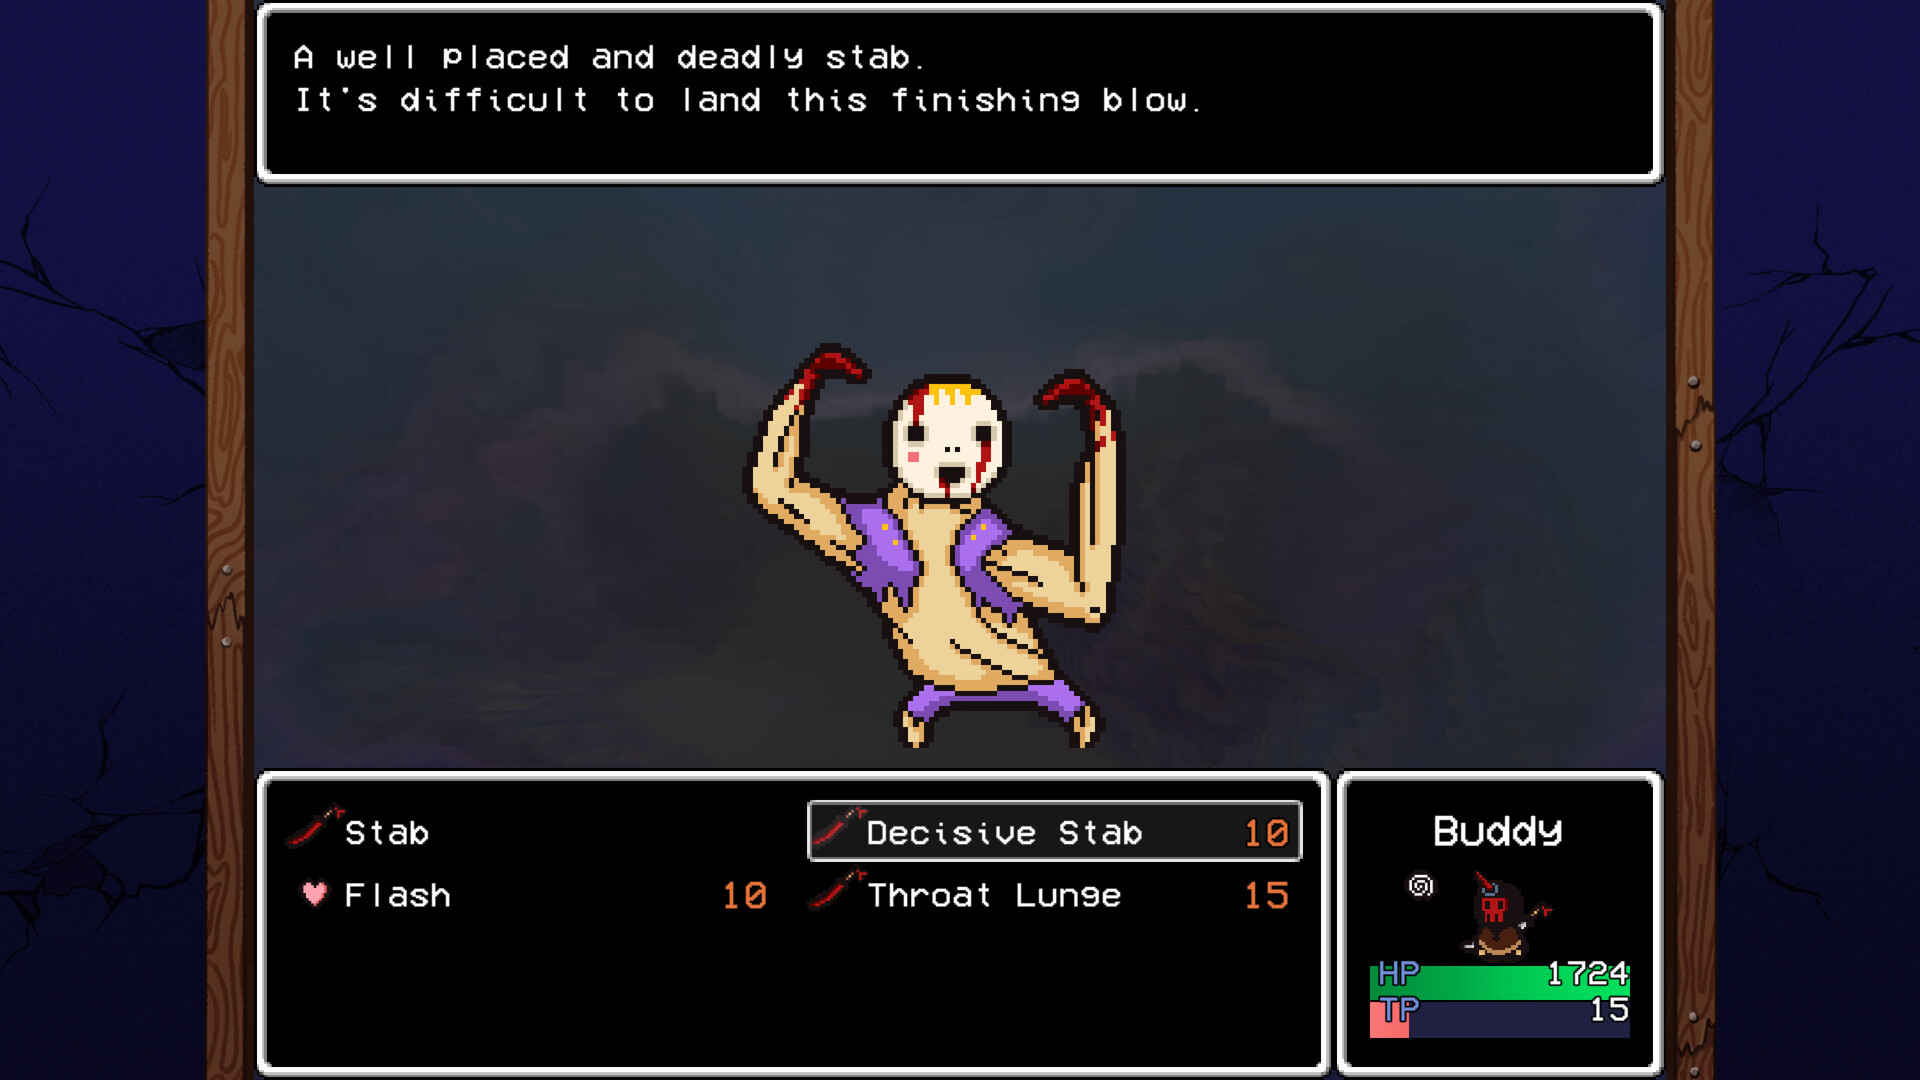 A well placed and deadly stab.
It's difficult to land this finishing blow.
Stab
Decisive Stab 10
Flash 10
Throat Lunge 15
Buddy
HP 1724
TP 15